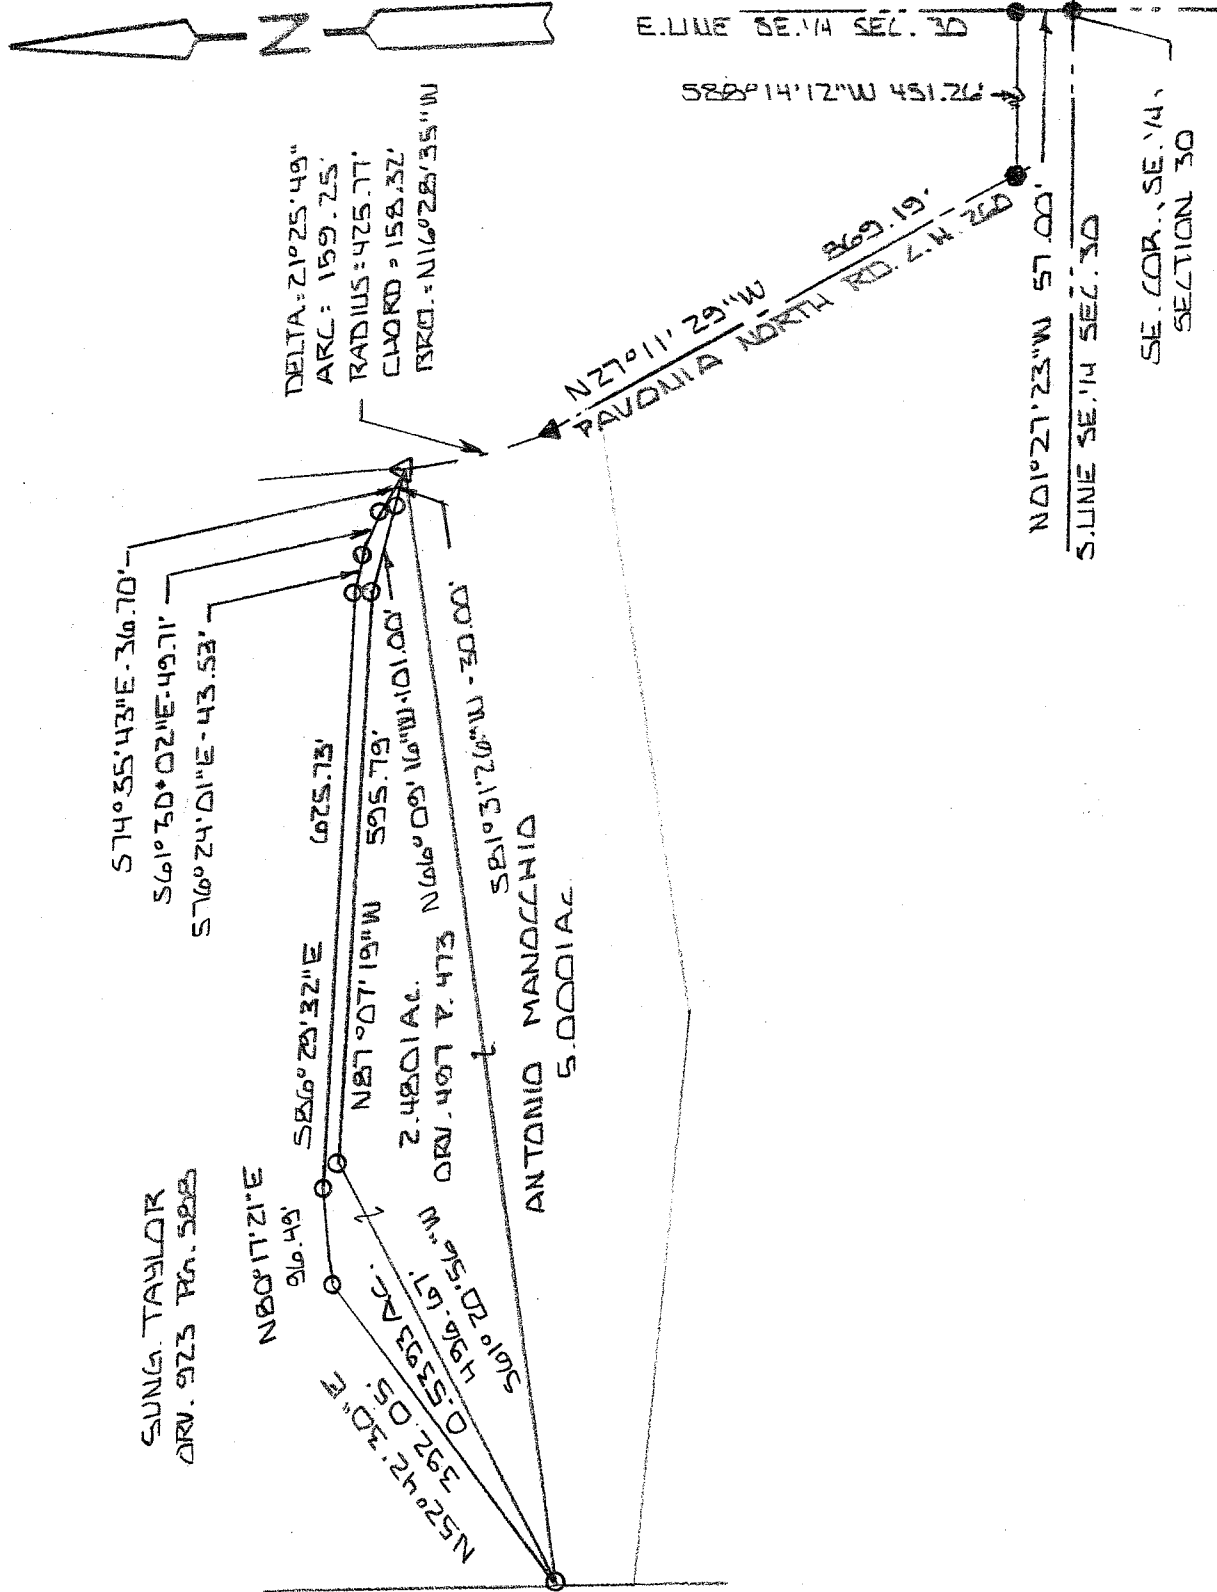 N
E. LINE SE. 1/4 SEC. 30
S88°14'12"W 451.26'
DELTA = 21°25'49"
ARC = 159.25'
RADIUS = 425.77'
CHORD = 158.32'
BRG. = N16°28'35"W
N27°11'29"W 869.19'
PAVONIA NORTH RD. C.H. 260
N01°27'23"W 57.00'
S. LINE SE. 1/4 SEC. 30
SE. COR., SE. 1/4,
SECTION 30
S74°35'43"E - 36.70'
S61°30'02"E - 49.71'
S76°24'01"E - 43.53'
S86°29'32"E 625.73'
N87°07'19"W 595.79'
2.4801 Ac. N66°09'16"W - 101.00'
ORV. 497 P. 473
S81°31'26"W - 30.00'
ANTONIO MANOCCHIO
5.0001 Ac.
SUNG TAYLOR
ORV. 923 PG. 588
N80°17'21"E
96.49'
N52°42'30"E
392.05'
0.5393 Ac.
496.67'
S61°20'56"W